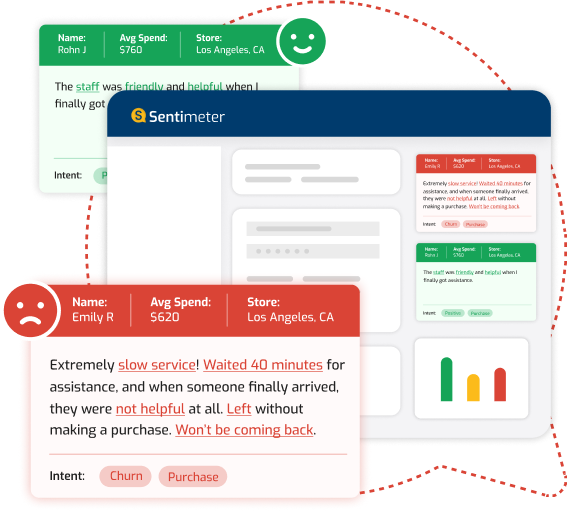 Name: Avg Spend: Store:
Rohn J $760 Los Angeles, CA
The staff was friendly and helpful when I
finally got
Intent: P
Sentimeter
Name: Avg Spend: Store:
Emily R $620 Los Angeles, CA
Extremely slow service! Waited 40 minutes for
assistance, and when someone finally arrived,
they were not helpful at all. Left without
making a purchase. Won't be coming back.
Intent: Churn Purchase
Name: Avg Spend: Store:
Rohn J $760 Los Angeles, CA
The staff was friendly and helpful when I
finally got assistance.
Intent: Positive Purchase
Name: Avg Spend: Store:
Emily R $620 Los Angeles, CA
Extremely slow service! Waited 40 minutes for
assistance, and when someone finally arrived,
they were not helpful at all. Left without
making a purchase. Won't be coming back.
Intent: Churn Purchase